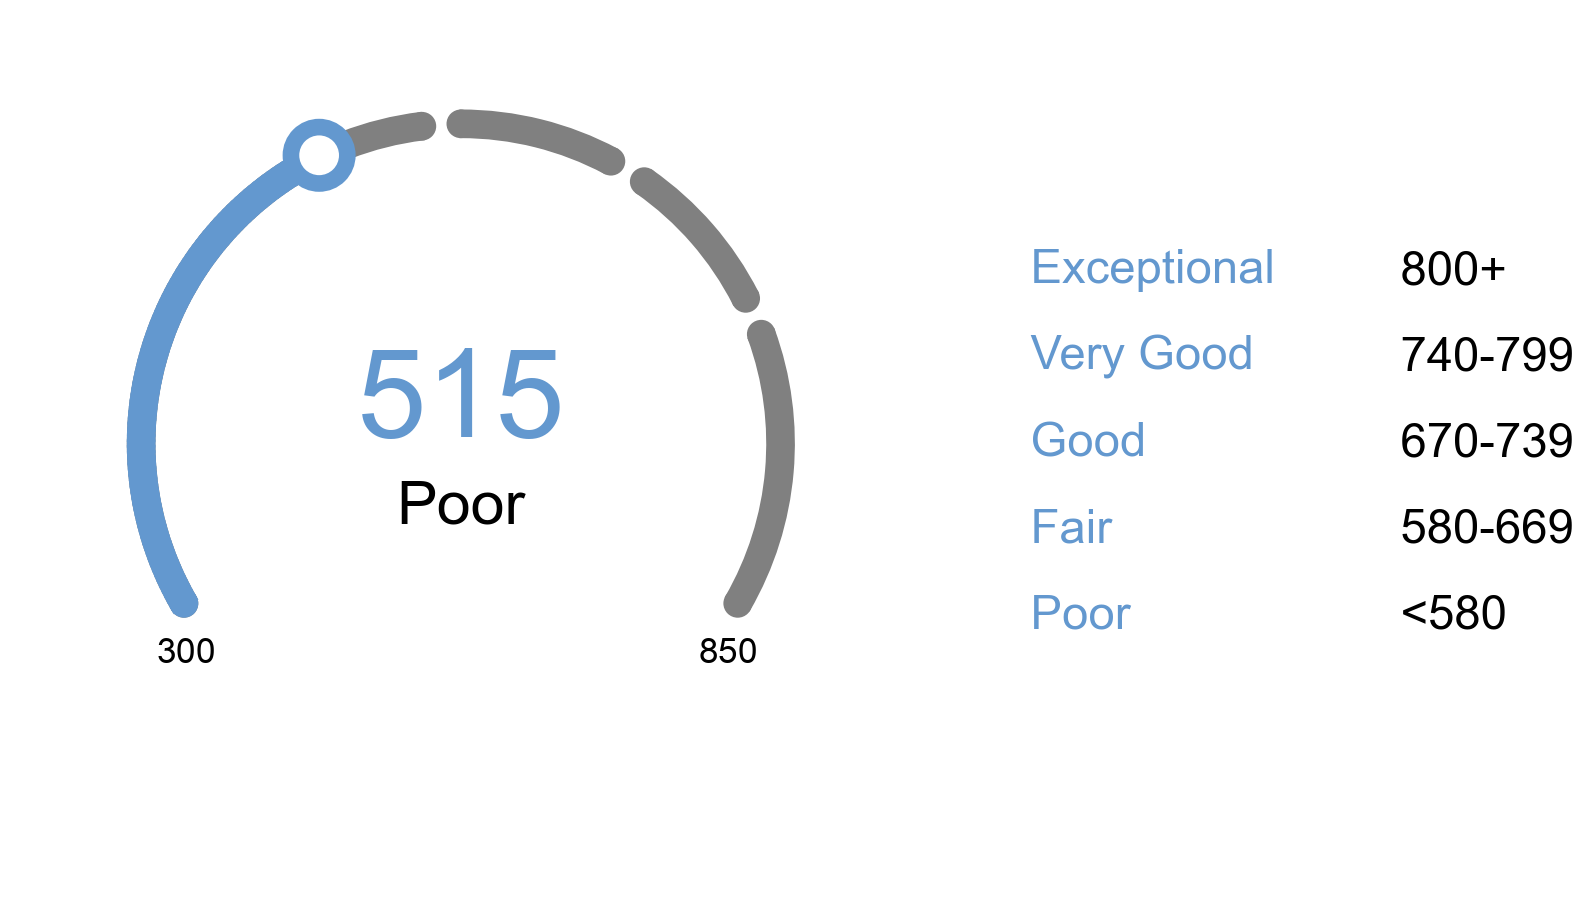 515
Poor
300
850
Exceptional 800+
Very Good 740-799
Good 670-739
Fair 580-669
Poor <580